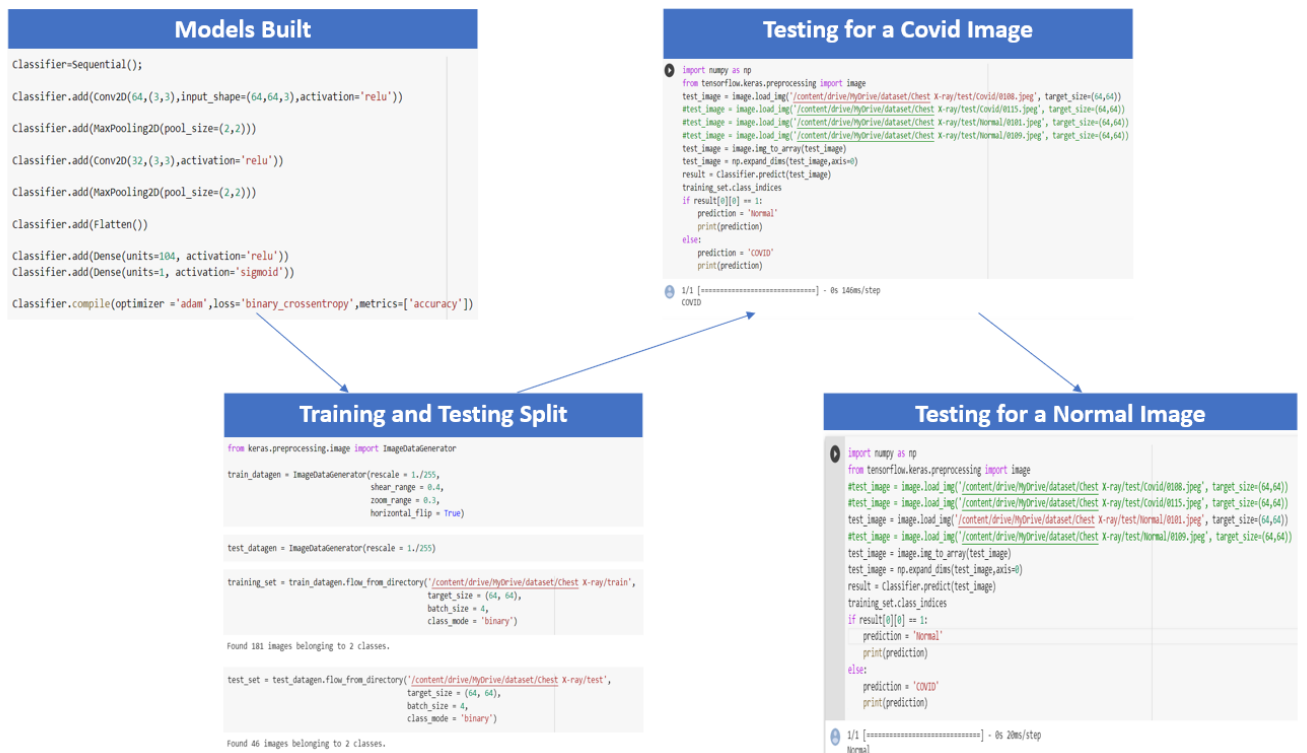 Models Built
Classifier=Sequential();
Classifier.add(Conv2D(64,(3,3),input_shape=(64,64,3),activation='relu'))
Classifier.add(MaxPooling2D(pool_size=(2,2)))
Classifier.add(Conv2D(32,(3,3),activation='relu'))
Classifier.add(MaxPooling2D(pool_size=(2,2)))
Classifier.add(Flatten())
Classifier.add(Dense(units=104, activation='relu'))
Classifier.add(Dense(units=1, activation='sigmoid'))
Classifier.compile(optimizer ='adam',loss='binary_crossentropy',metrics=['accuracy'])
Training and Testing Split
from keras.preprocessing.image import ImageDataGenerator
train_datagen = ImageDataGenerator(rescale = 1./255,
shear_range = 0.4,
zoom_range = 0.3,
horizontal_flip = True)
test_datagen = ImageDataGenerator(rescale = 1./255)
training_set = train_datagen.flow_from_directory('/content/drive/MyDrive/dataset/Chest X-ray/train',
target_size = (64, 64),
batch_size = 4,
class_mode = 'binary')
Found 181 images belonging to 2 classes.
test_set = test_datagen.flow_from_directory('/content/drive/MyDrive/dataset/Chest X-ray/test',
target_size = (64, 64),
batch_size = 4,
class_mode = 'binary')
Found 46 images belonging to 2 classes.
Testing for a Covid Image
import numpy as np
from tensorflow.keras.preprocessing import image
test_image = image.load_img('/content/drive/MyDrive/dataset/Chest X-ray/test/Covid/0108.jpeg', target_size=(64,64))
#test_image = image.load_img('/content/drive/MyDrive/dataset/Chest X-ray/test/Covid/0115.jpeg', target_size=(64,64))
#test_image = image.load_img('/content/drive/MyDrive/dataset/Chest X-ray/test/Normal/0101.jpeg', target_size=(64,64))
#test_image = image.load_img('/content/drive/MyDrive/dataset/Chest X-ray/test/Normal/0109.jpeg', target_size=(64,64))
test_image = image.img_to_array(test_image)
test_image = np.expand_dims(test_image,axis=0)
result = Classifier.predict(test_image)
training_set.class_indices
if result[0][0] == 1:
prediction = 'Normal'
print(prediction)
else:
prediction = 'COVID'
print(prediction)
1/1 [==============================] - 0s 146ms/step
COVID
Testing for a Normal Image
import numpy as np
from tensorflow.keras.preprocessing import image
#test_image = image.load_img('/content/drive/MyDrive/dataset/Chest X-ray/test/Covid/0108.jpeg', target_size=(64,64))
#test_image = image.load_img('/content/drive/MyDrive/dataset/Chest X-ray/test/Covid/0115.jpeg', target_size=(64,64))
test_image = image.load_img('/content/drive/MyDrive/dataset/Chest X-ray/test/Normal/0101.jpeg', target_size=(64,64))
#test_image = image.load_img('/content/drive/MyDrive/dataset/Chest X-ray/test/Normal/0109.jpeg', target_size=(64,64))
test_image = image.img_to_array(test_image)
test_image = np.expand_dims(test_image,axis=0)
result = Classifier.predict(test_image)
training_set.class_indices
if result[0][0] == 1:
prediction = 'Normal'
print(prediction)
else:
prediction = 'COVID'
print(prediction)
1/1 [==============================] - 0s 20ms/step
Normal